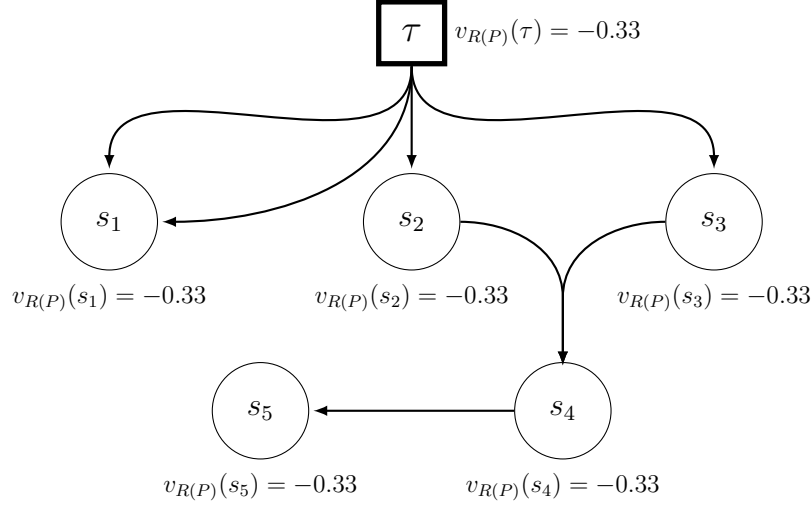 τ
v_{R(P)}(τ) = −0.33
s_1
s_2
s_3
v_{R(P)}(s_1) = −0.33
v_{R(P)}(s_2) = −0.33
v_{R(P)}(s_3) = −0.33
s_5
s_4
v_{R(P)}(s_5) = −0.33
v_{R(P)}(s_4) = −0.33